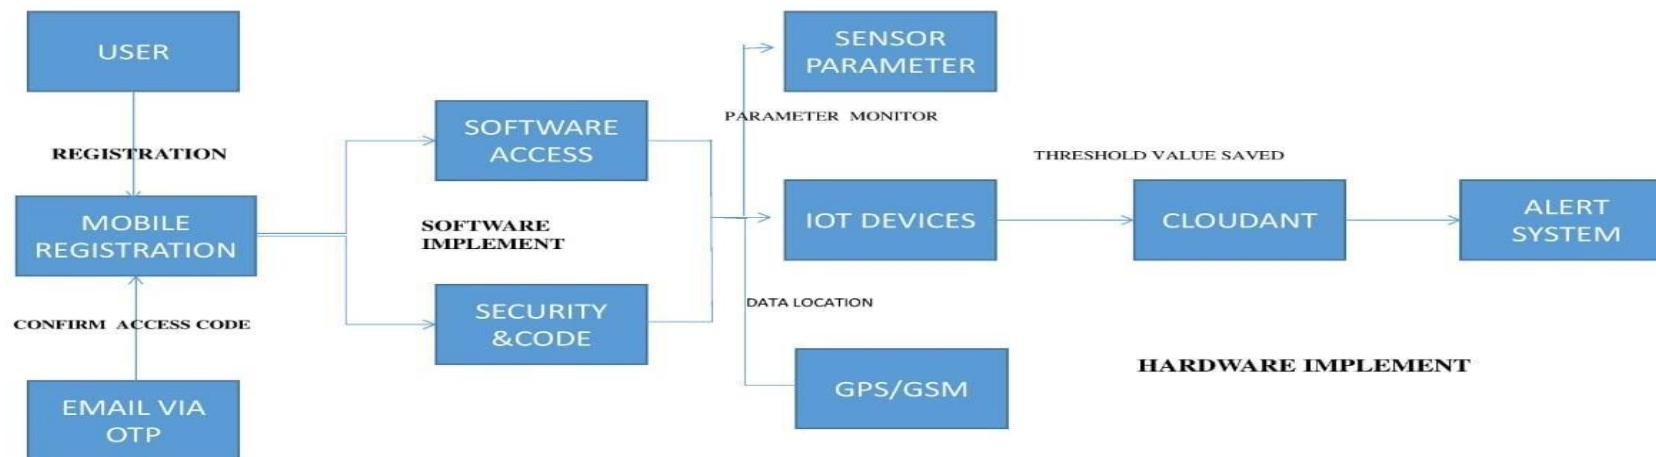 USER
REGISTRATION
MOBILE
REGISTRATION
CONFIRM ACCESS CODE
EMAIL VIA
OTP
SOFTWARE
ACCESS
SOFTWARE
IMPLEMENT
SECURITY
&CODE
SENSOR
PARAMETER
PARAMETER MONITOR
IOT DEVICES
DATA LOCATION
GPS/GSM
THRESHOLD VALUE SAVED
CLOUDANT
ALERT
SYSTEM
HARDWARE IMPLEMENT